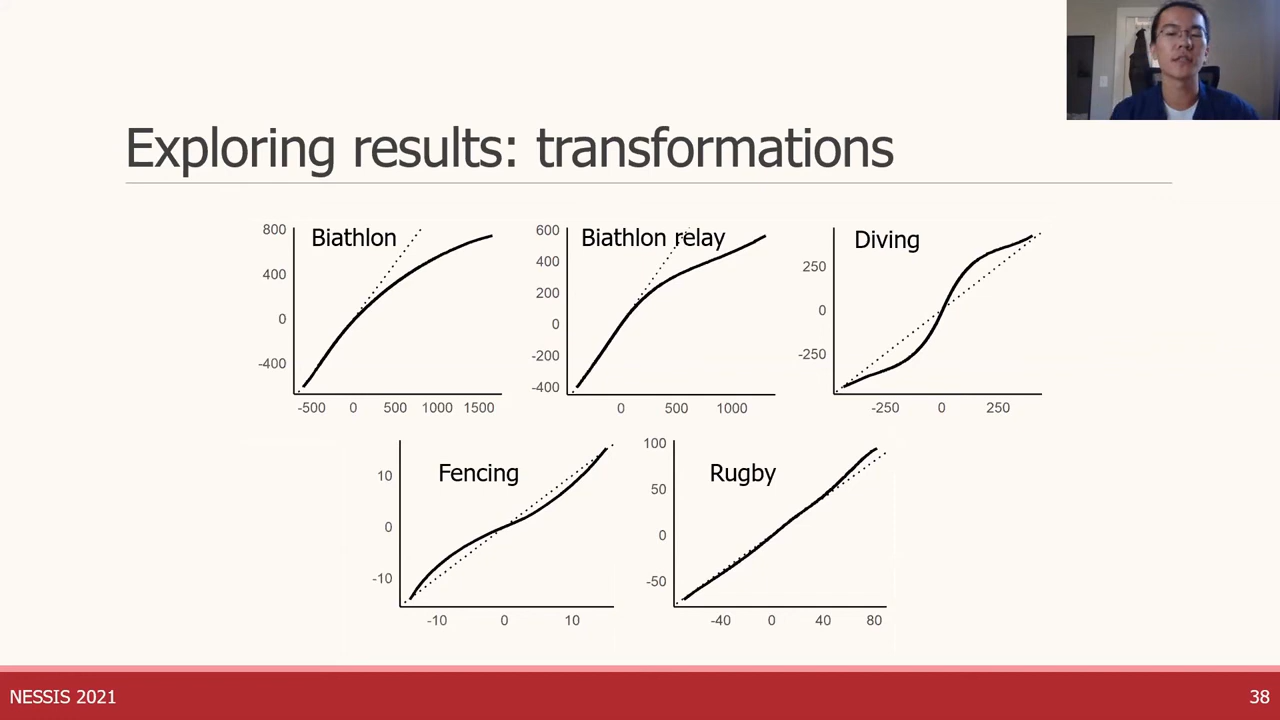 Exploring results: transformations
Biathlon
800
400
0
-400
-500 0 500 1000 1500
Biathlon relay
600
400
200
0
-200
-400
0 500 1000
Diving
250
0
-250
-250 0 250
Fencing
10
0
-10
-10 0 10
Rugby
100
50
0
-50
-40 0 40 80
NESSIS 2021
38